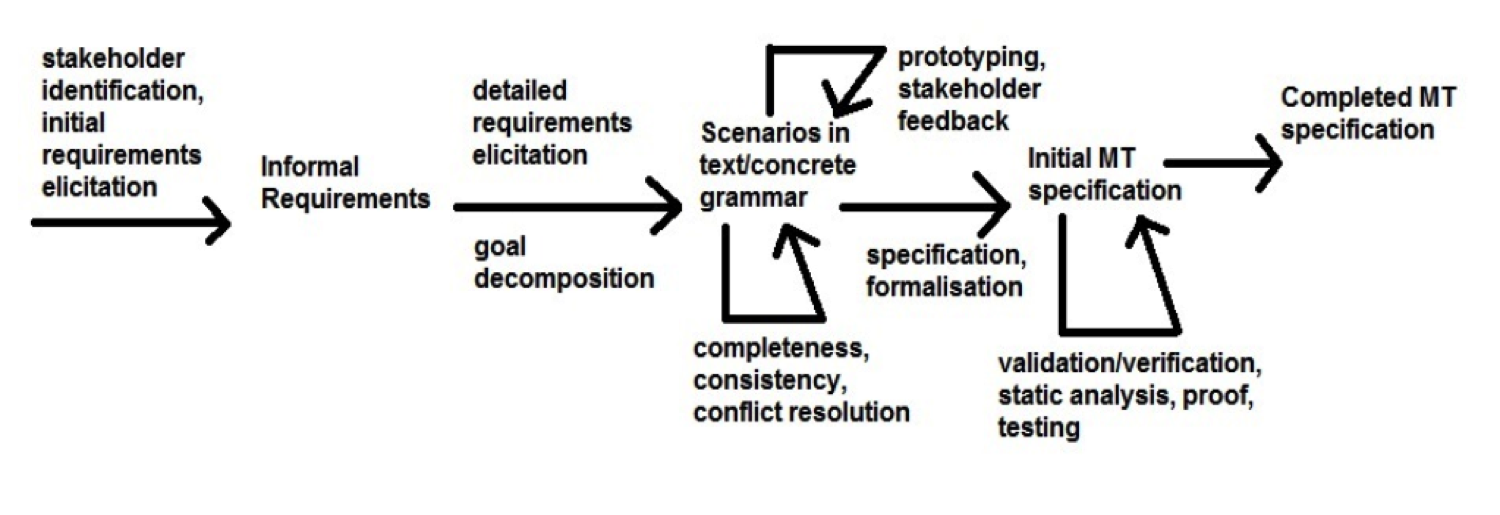 stakeholder
identification,
initial
requirements
elicitation
Informal
Requirements
detailed
requirements
elicitation
goal
decomposition
Scenarios in
text/concrete
grammar
prototyping,
stakeholder
feedback
completeness,
consistency,
conflict resolution
specification,
formalisation
Initial MT
specification
validation/verification,
static analysis, proof,
testing
Completed MT
specification